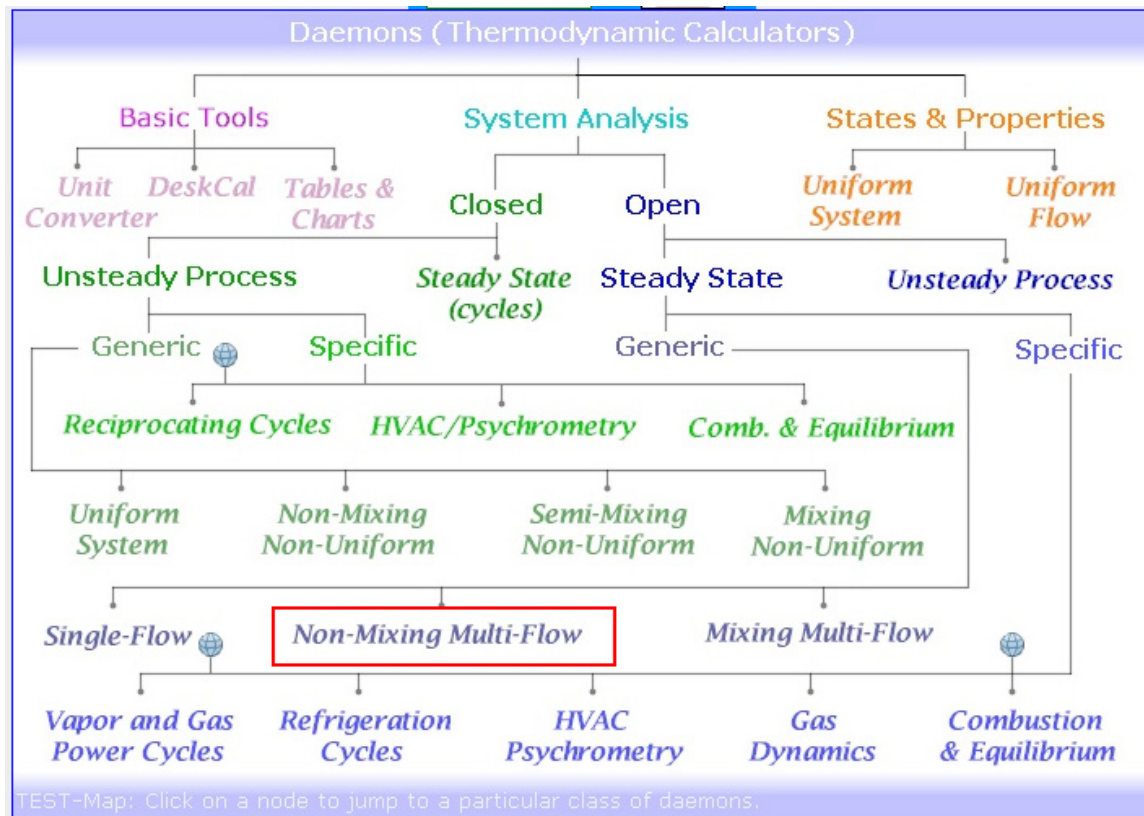 Daemons (Thermodynamic Calculators)
Basic Tools
System Analysis
States & Properties
Unit
Converter
DeskCal
Tables &
Charts
Closed
Open
Uniform
System
Uniform
Flow
Unsteady Process
Steady State
(cycles)
Steady State
Unsteady Process
Generic
Specific
Generic
Specific
Reciprocating Cycles
HVAC/Psychrometry
Comb. & Equilibrium
Uniform
System
Non-Mixing
Non-Uniform
Semi-Mixing
Non-Uniform
Mixing
Non-Uniform
Single-Flow
Non-Mixing Multi-Flow
Mixing Multi-Flow
Vapor and Gas
Power Cycles
Refrigeration
Cycles
HVAC
Psychrometry
Gas
Dynamics
Combustion
& Equilibrium
TEST-Map: Click on a node to jump to a particular class of daemons.